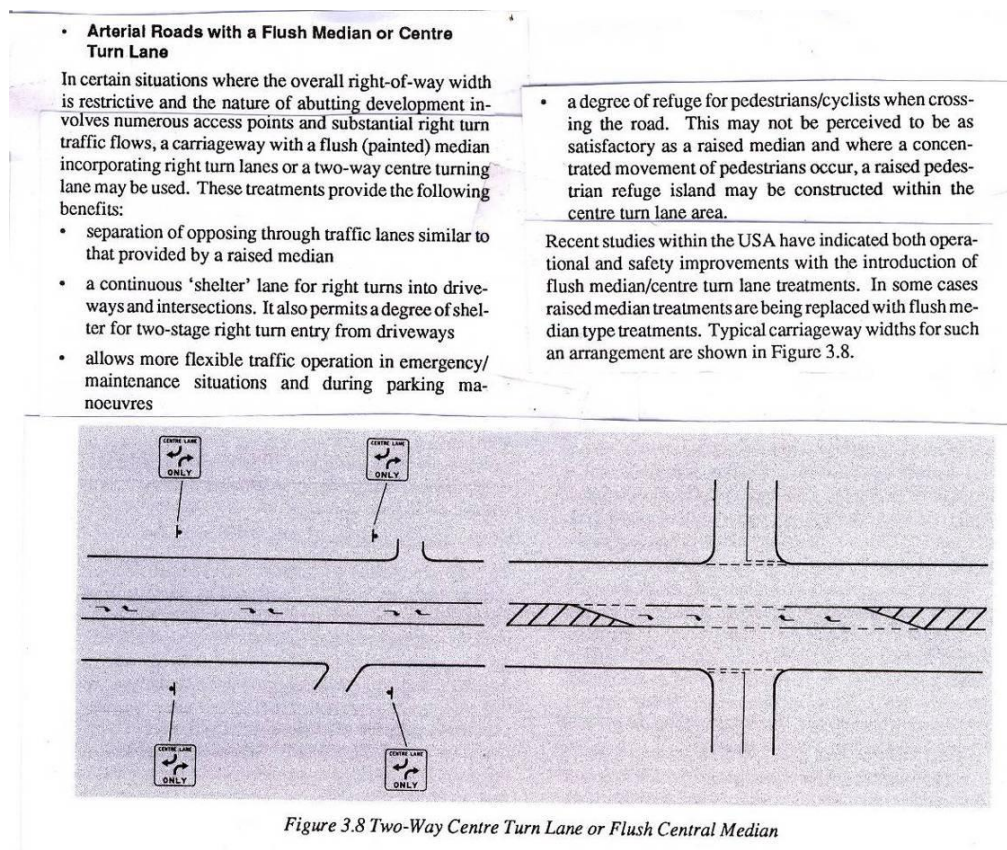 • Arterial Roads with a Flush Median or Centre
Turn Lane
In certain situations where the overall right-of-way width
is restrictive and the nature of abutting development in-
volves numerous access points and substantial right turn
traffic flows, a carriageway with a flush (painted) median
incorporating right turn lanes or a two-way centre turning
lane may be used. These treatments provide the following
benefits:
• separation of opposing through traffic lanes similar to
that provided by a raised median
• a continuous ‘shelter’ lane for right turns into drive-
ways and intersections. It also permits a degree of shel-
ter for two-stage right turn entry from driveways
• allows more flexible traffic operation in emergency/
maintenance situations and during parking ma-
noeuvres
• a degree of refuge for pedestrians/cyclists when cross-
ing the road. This may not be perceived to be as
satisfactory as a raised median and where a concen-
trated movement of pedestrians occur, a raised pedes-
trian refuge island may be constructed within the
centre turn lane area.
Recent studies within the USA have indicated both opera-
tional and safety improvements with the introduction of
flush median/centre turn lane treatments. In some cases
raised median treatments are being replaced with flush me-
dian type treatments. Typical carriageway widths for such
an arrangement are shown in Figure 3.8.
CENTRE LANE
ONLY
CENTRE LANE
ONLY
CENTRE LANE
ONLY
CENTRE LANE
ONLY
Figure 3.8 Two-Way Centre Turn Lane or Flush Central Median